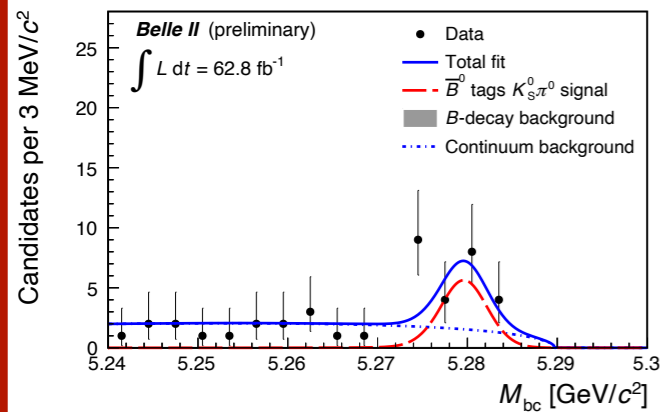 Belle II (preliminary)
∫ L dt = 62.8 fb⁻¹
Data
Total fit
B̅⁰ tags K⁰_S π⁰ signal
B-decay background
Continuum background
Candidates per 3 MeV/c²
25
20
15
10
5
0
5.24 5.25 5.26 5.27 5.28 5.29 5.3
M_bc [GeV/c²]